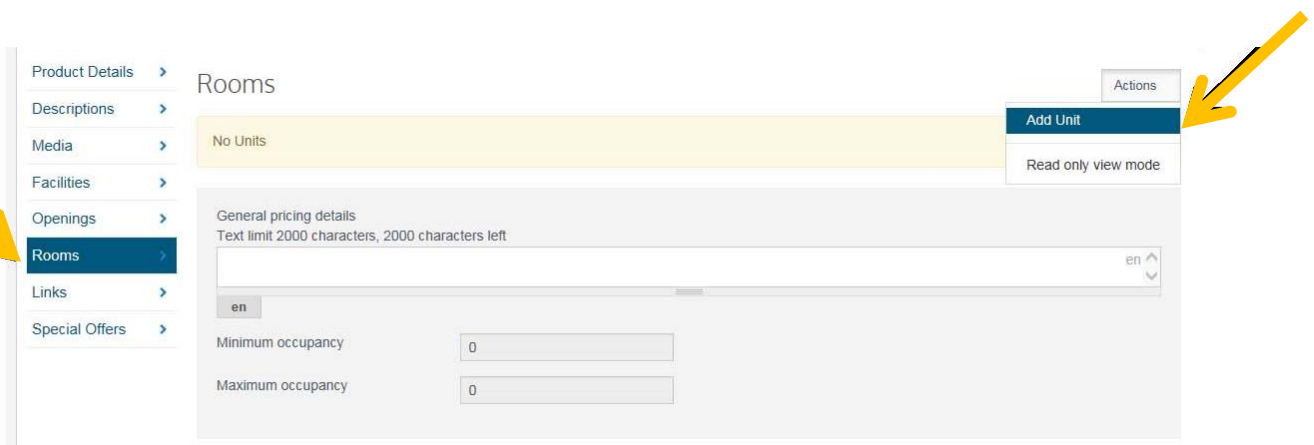 Product Details
Descriptions
Media
Facilities
Openings
Rooms
Links
Special Offers
Rooms
Actions
Add Unit
Read only view mode
No Units
General pricing details
Text limit 2000 characters, 2000 characters left
en
en
Minimum occupancy 0
Maximum occupancy 0